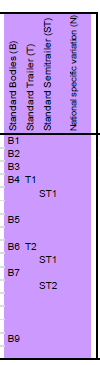 Standard Bodies (B)
Standard Trailer (T)
Standard Semitrailer (ST)
National specific variation (N)
B1
B2
B3
B4 T1
ST1
B5
B6 T2
ST1
B7
ST2
B9